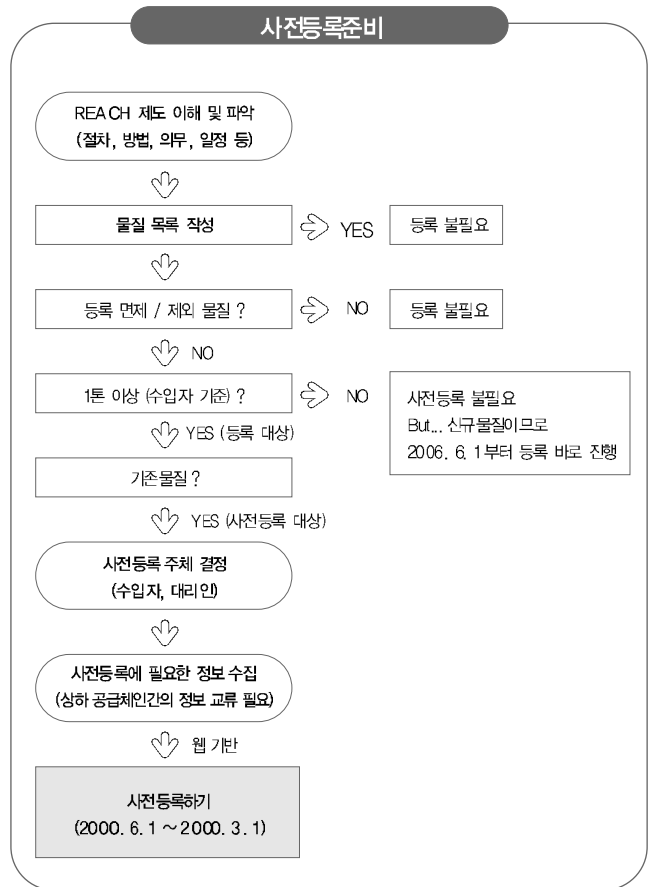 사전등록준비
REACH 제도 이해 및 파악
(절차, 방법, 의무, 일정 등)
물질 목록 작성
YES
등록 불필요
등록 면제 / 제외 물질 ?
NO
등록 불필요
NO
1톤 이상 (수입자 기준) ?
NO
사전등록 불필요
But... 신규물질이므로
2006. 6. 1부터 등록 바로 진행
YES (등록 대상)
기존물질 ?
YES (사전등록 대상)
사전등록 주체 결정
(수입자, 대리인)
사전등록에 필요한 정보 수집
(상하 공급체인간의 정보 교류 필요)
웹 기반
사전등록하기
(2000. 6. 1 ~ 2000. 3. 1)